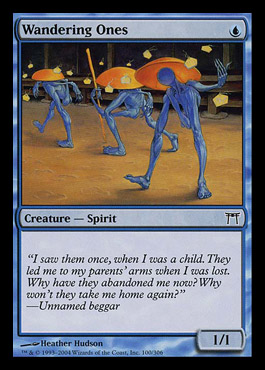 Wandering Ones
Creature — Spirit
“I saw them once, when I was a child. They
led me to my parents’ arms when I was lost.
Why have they abandoned me now? Why
won’t they take me home again?”
—Unnamed beggar
Heather Hudson
™ & © 1993–2004 Wizards of the Coast, Inc. 100/306
1/1